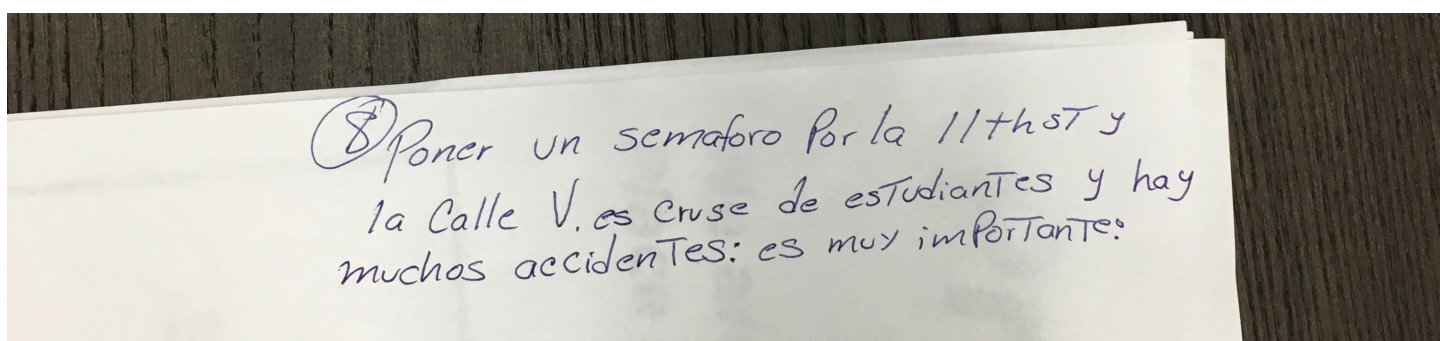 8 Poner un semaforo Por la 11th ST y
la Calle V. es Cruse de esTudianTes y hay
muchos accidenTes: es muy imPorTanTe: